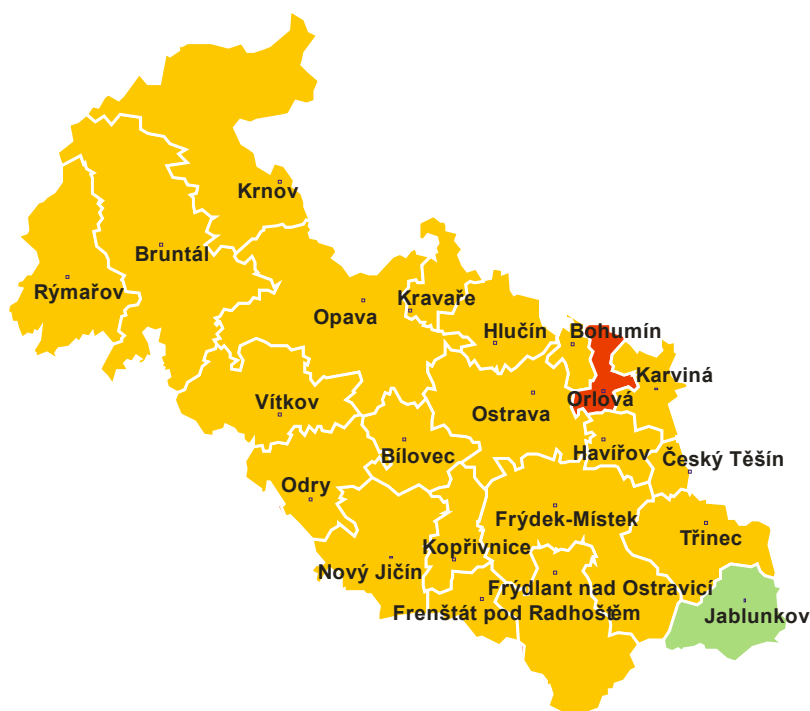 Krnov
Bruntál
Rýmařov
Kravaře
Opava
Hlučín
Bohumín
Karviná
Orlová
Vítkov
Ostrava
Havířov
Bílovec
Český Těšín
Odry
Frýdek-Místek
Třinec
Kopřivnice
Nový Jičín
Frýdlant nad Ostravicí
Frenštát pod Radhoštěm
Jablunkov